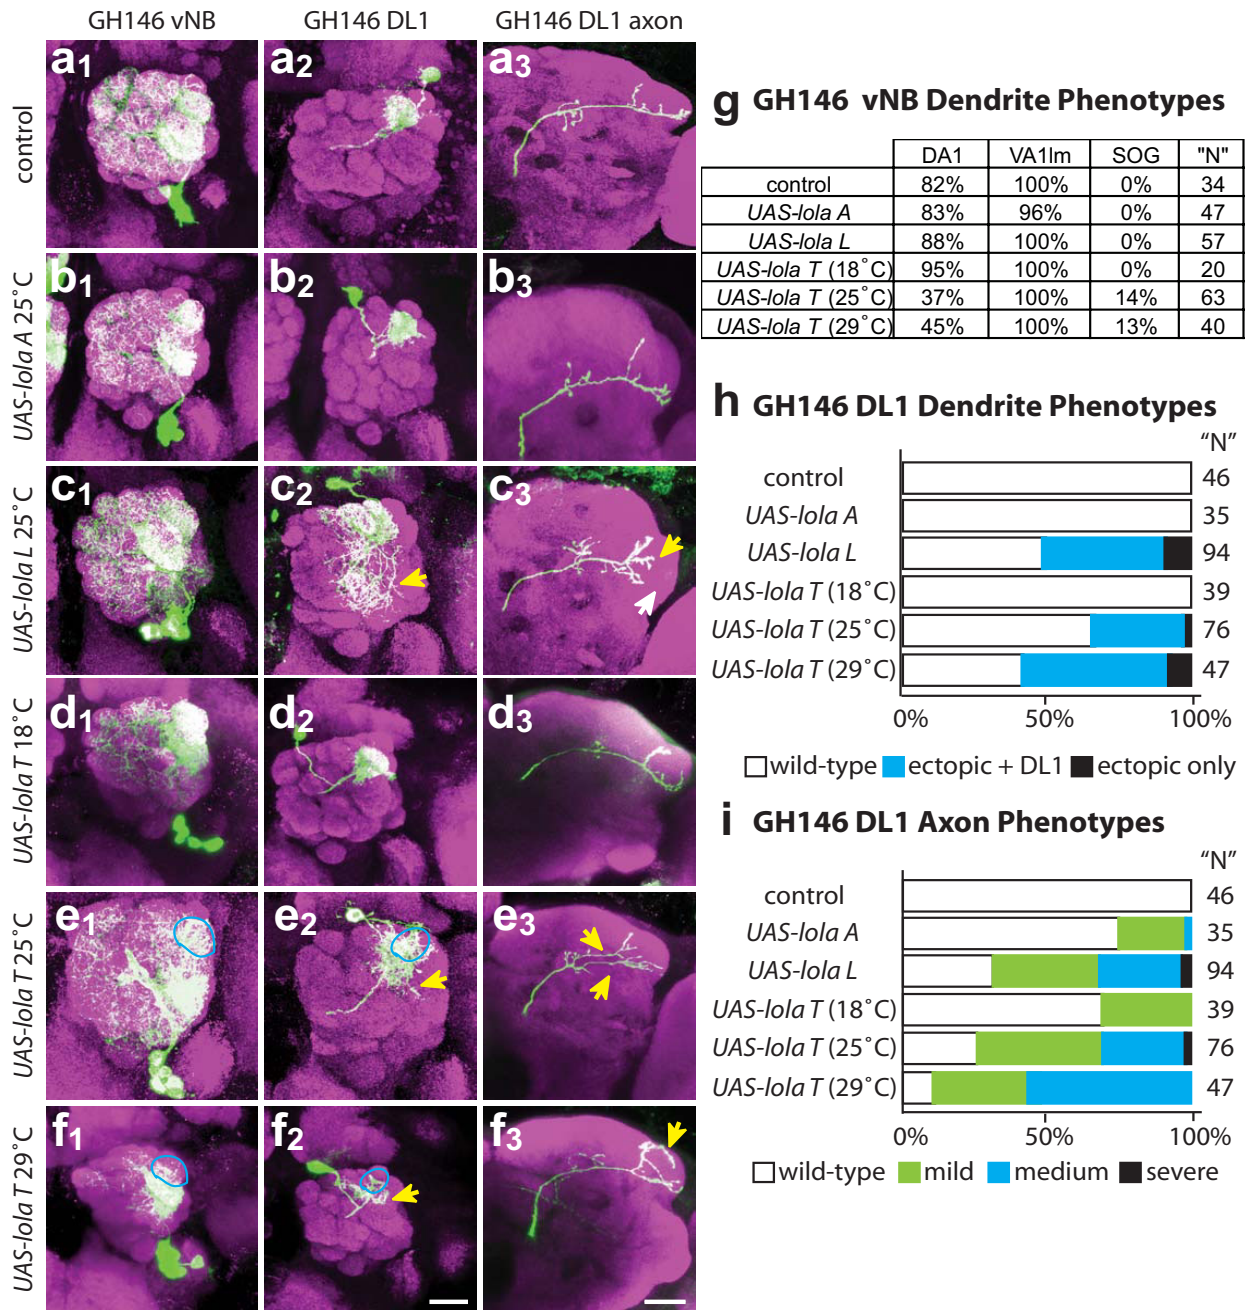 GH146 vNB GH146 DL1 GH146 DL1 axon
control
a1 a2 a3
UAS-lola A 25˚C
b1 b2 b3
UAS-lola L 25˚C
c1 c2 c3
UAS-lola T 18˚C
d1 d2 d3
UAS-lola T 25˚C
e1 e2 e3
UAS-lola T 29˚C
f1 f2 f3
g GH146 vNB Dendrite Phenotypes
DA1 VA1lm SOG "N"
control 82% 100% 0% 34
UAS-lola A 83% 96% 0% 47
UAS-lola L 88% 100% 0% 57
UAS-lola T (18˚C) 95% 100% 0% 20
UAS-lola T (25˚C) 37% 100% 14% 63
UAS-lola T (29˚C) 45% 100% 13% 40
h GH146 DL1 Dendrite Phenotypes
“N”
control 46
UAS-lola A 35
UAS-lola L 94
UAS-lola T (18˚C) 39
UAS-lola T (25˚C) 76
UAS-lola T (29˚C) 47
0% 50% 100%
wild-type ectopic + DL1 ectopic only
i GH146 DL1 Axon Phenotypes
“N”
control 46
UAS-lola A 35
UAS-lola L 94
UAS-lola T (18˚C) 39
UAS-lola T (25˚C) 76
UAS-lola T (29˚C) 47
0% 50% 100%
wild-type mild medium severe